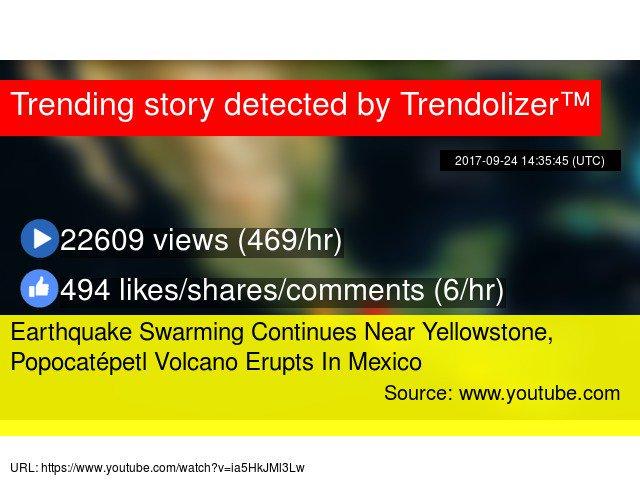 Trending story detected by Trendolizer™
2017-09-24 14:35:45 (UTC)
22609 views (469/hr)
494 likes/shares/comments (6/hr)
Earthquake Swarming Continues Near Yellowstone,
Popocatépetl Volcano Erupts In Mexico
Source: www.youtube.com
URL: https://www.youtube.com/watch?v=ia5HkJMl3Lw